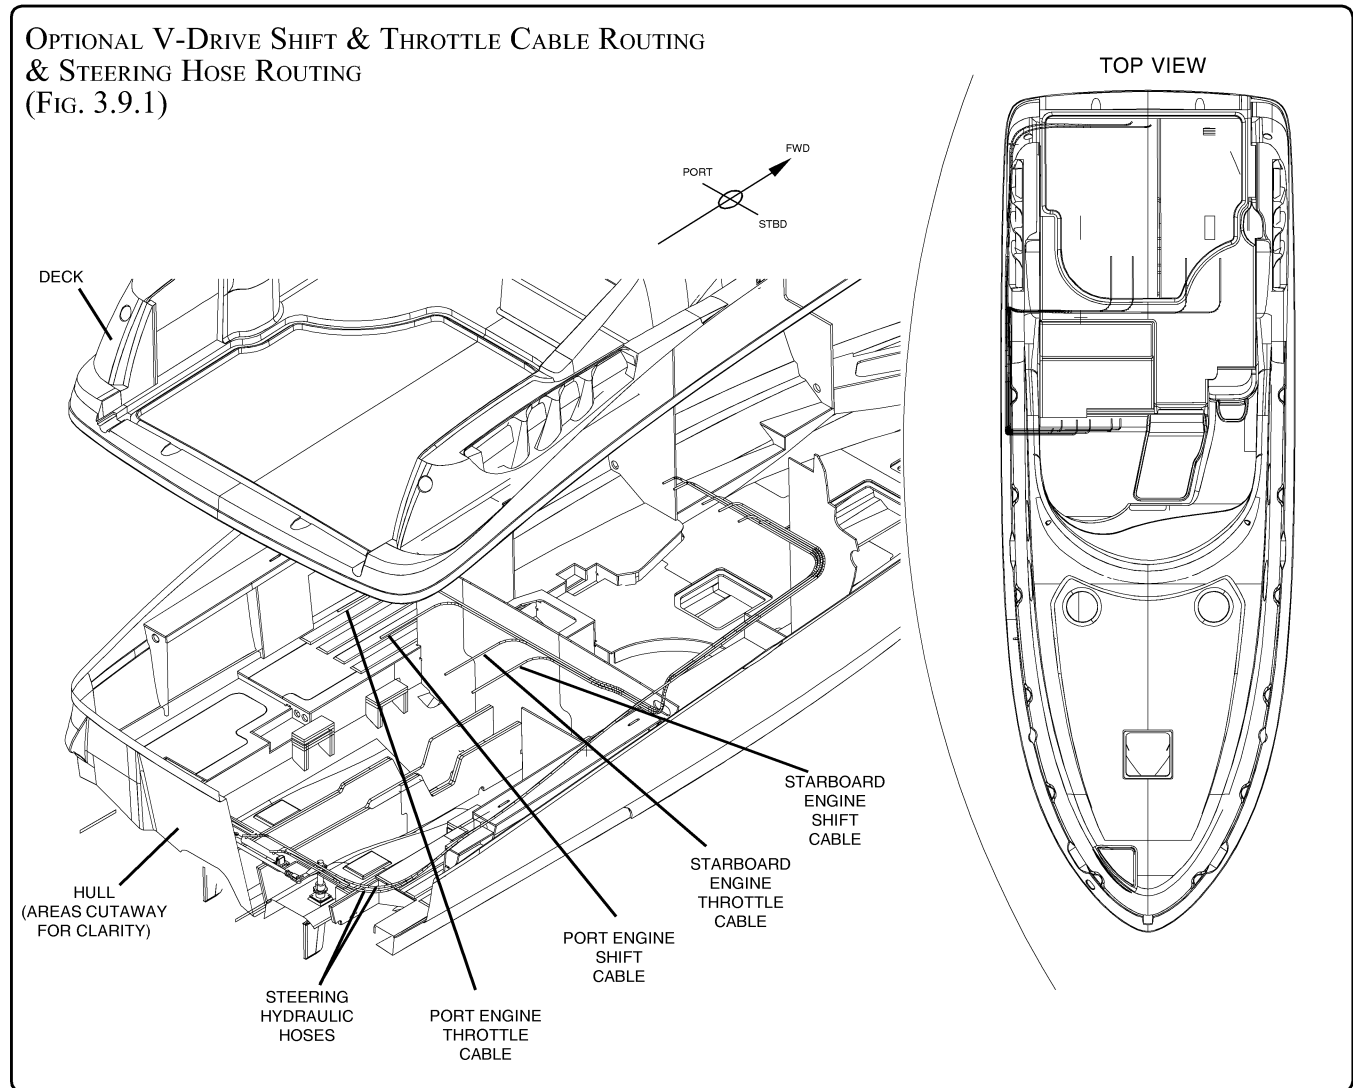 OPTIONAL V-DRIVE SHIFT & THROTTLE CABLE ROUTING
& STEERING HOSE ROUTING
(FIG. 3.9.1)
TOP VIEW
FWD
PORT
STBD
DECK
STARBOARD
ENGINE
SHIFT
CABLE
STARBOARD
ENGINE
THROTTLE
CABLE
HULL
(AREAS CUTAWAY
FOR CLARITY)
PORT ENGINE
SHIFT
CABLE
STEERING
HYDRAULIC
HOSES
PORT ENGINE
THROTTLE
CABLE